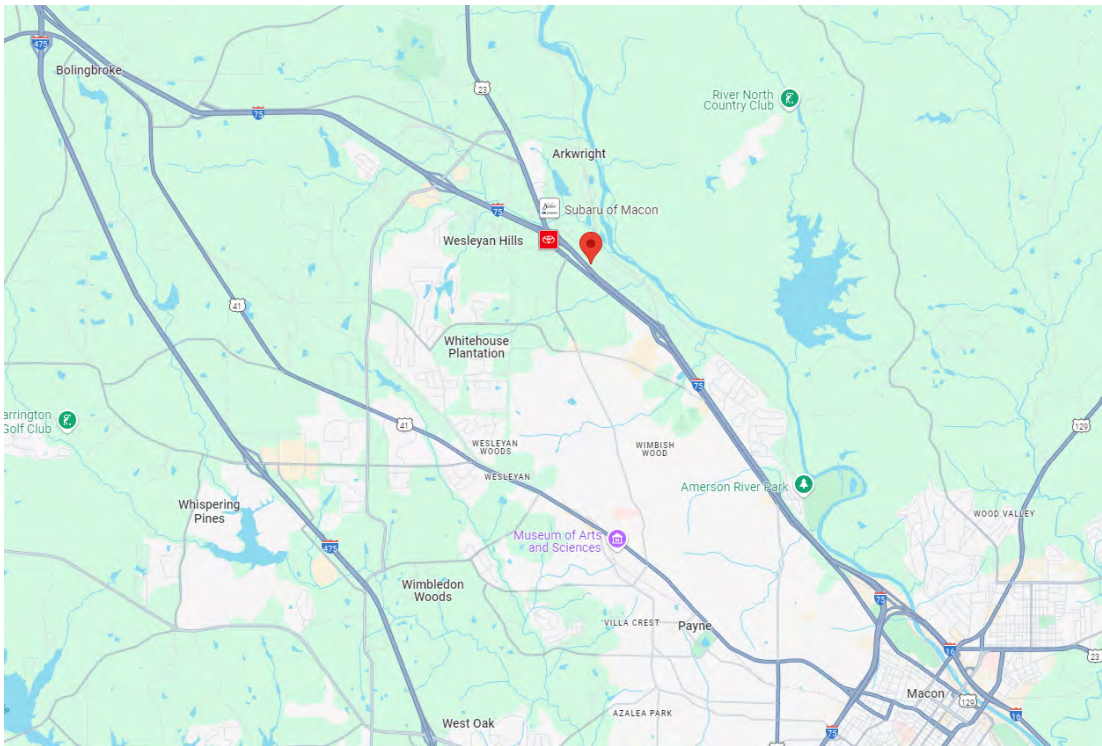 475
Bolingbroke
23
River North
Country Club
75
Arkwright
75
Subaru of Macon
Wesleyan Hills
41
Whitehouse
Plantation
75
arrington
Golf Club
41
129
WESLEYAN
WOODS
WIMBISH
WOOD
WESLEYAN
Amerson River Park
Whispering
Pines
WOOD VALLEY
Museum of Arts
and Sciences
475
Wimbledon
Woods
75
VILLA CREST
Payne
16
23
Macon
129
AZALEA PARK
West Oak
16
75